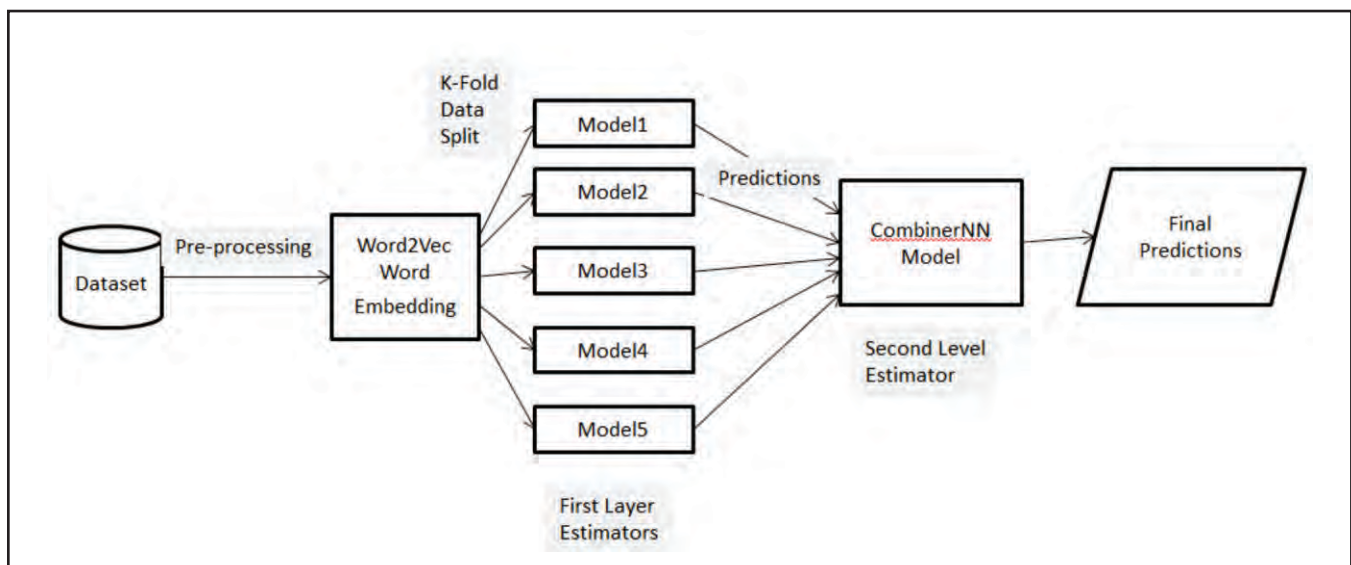 K-Fold
Data
Split
Model1
Predictions
Model2
Pre-processing
Word2Vec
Word
Embedding
CombinerNN
Model
Final
Predictions
Dataset
Model3
Model4
Second Level
Estimator
Model5
First Layer
Estimators